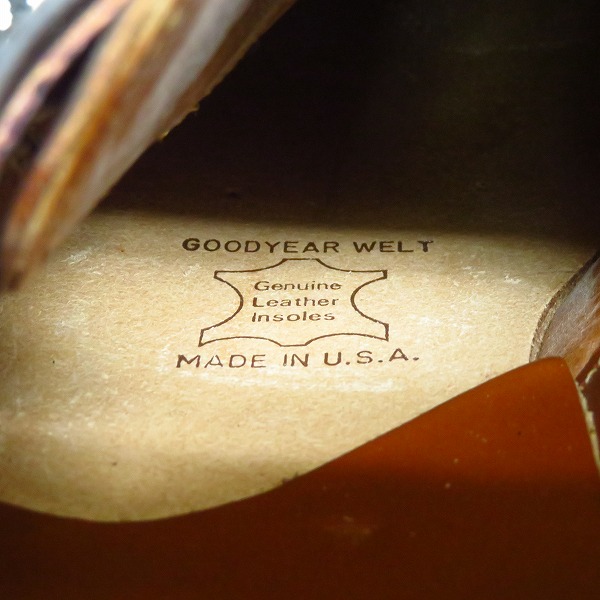 GOODYEAR WELT
Genuine
Leather
Insoles
MADE IN U.S.A.